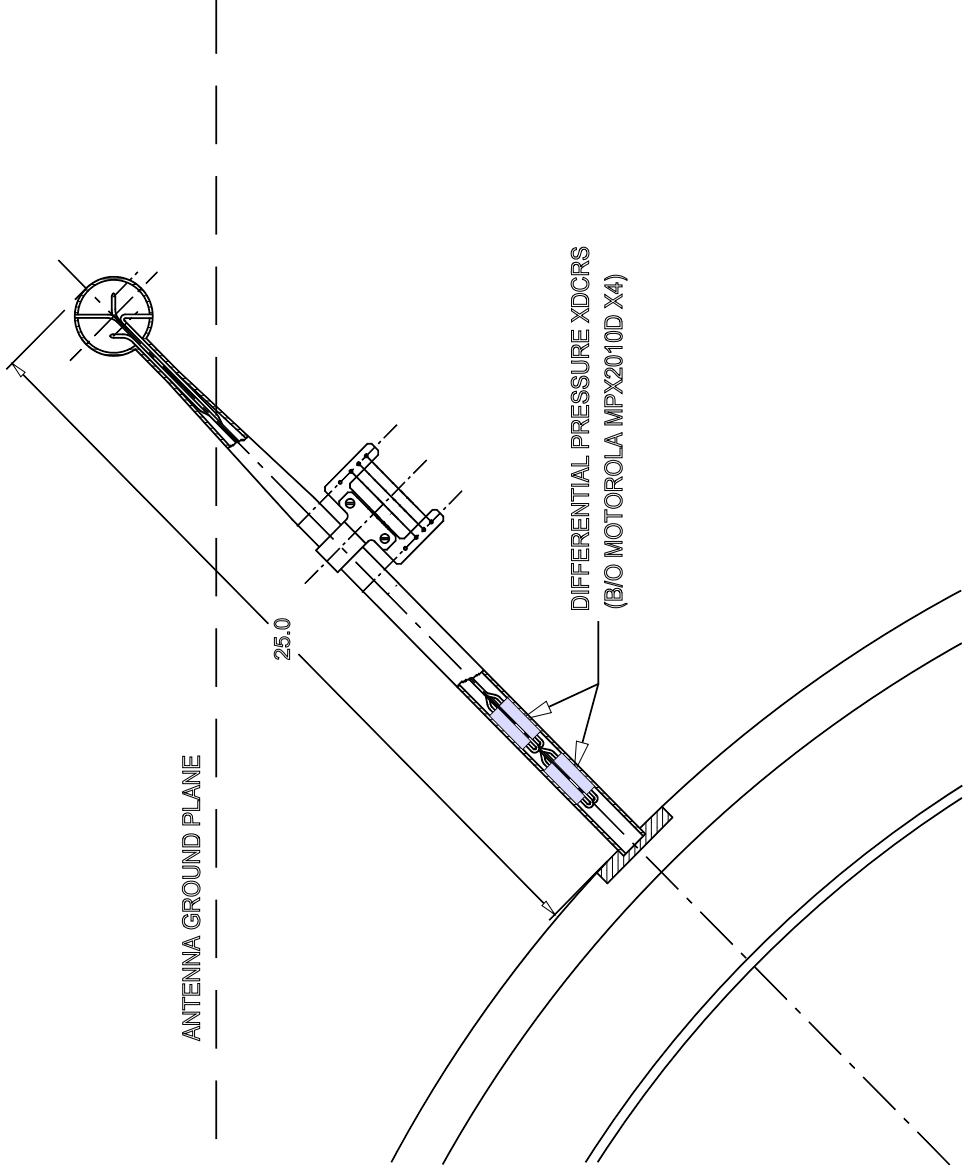 ANTENNA GROUND PLANE
25.0
DIFFERENTIAL PRESSURE XDCRS
(B/O MOTOROLA MPX2010D X4)